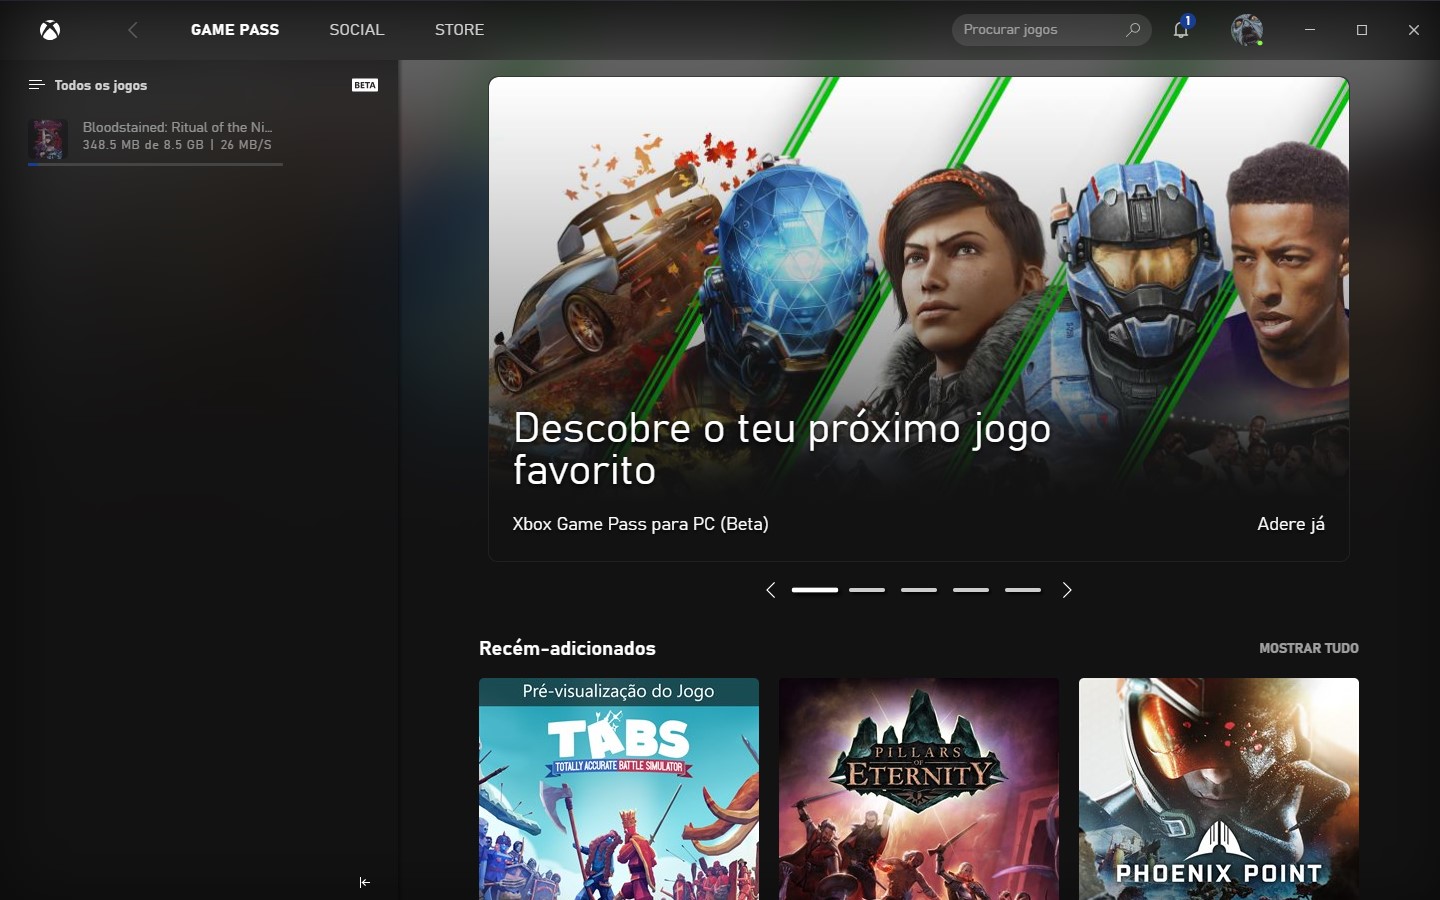 GAME PASS
SOCIAL
STORE
Procurar jogos
1
Todos os jogos
BETA
Bloodstained: Ritual of the Ni...
348.5 MB de 8.5 GB | 26 MB/S
Descobre o teu próximo jogo
favorito
Xbox Game Pass para PC (Beta)
Adere já
Recém-adicionados
MOSTRAR TUDO
Pré-visualização do Jogo
TABS
TOTALLY ACCURATE BATTLE SIMULATOR
PILLARS
OF
ETERNITY
PHOENIX POINT